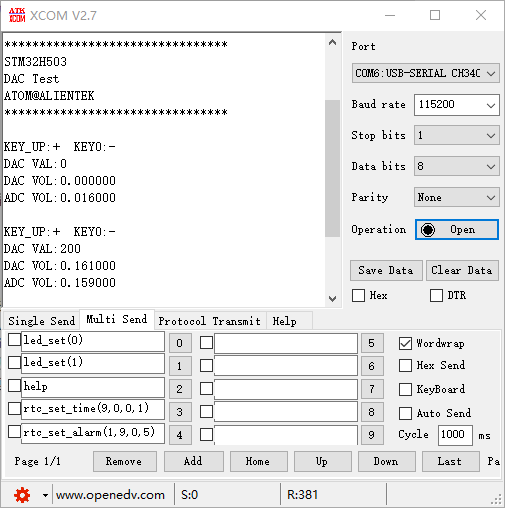 ATK
XCOM
XCOM V2.7
********************************
STM32H503
DAC Test
ATOM@ALIENTEK
********************************
KEY_UP:+  KEY0:-
DAC VAL:0
DAC VOL:0.000000
ADC VOL:0.016000
KEY_UP:+  KEY0:-
DAC VAL:200
DAC VOL:0.161000
ADC VOL:0.159000
Port
COM6:USB-SERIAL CH340
Baud rate 115200
Stop bits 1
Data bits 8
Parity None
Operation Open
Save Data Clear Data
Hex DTR
Single Send Multi Send Protocol Transmit Help
led_set(0) 0 5 Wordwrap
led_set(1) 1 6 Hex Send
help 2 7 KeyBoard
rtc_set_time(9,0,0,1) 3 8 Auto Send
rtc_set_alarm(1,9,0,5) 4 9 Cycle 1000 ms
Page 1/1 Remove Add Home Up Down Last Pa
www.openedv.com S:0 R:381